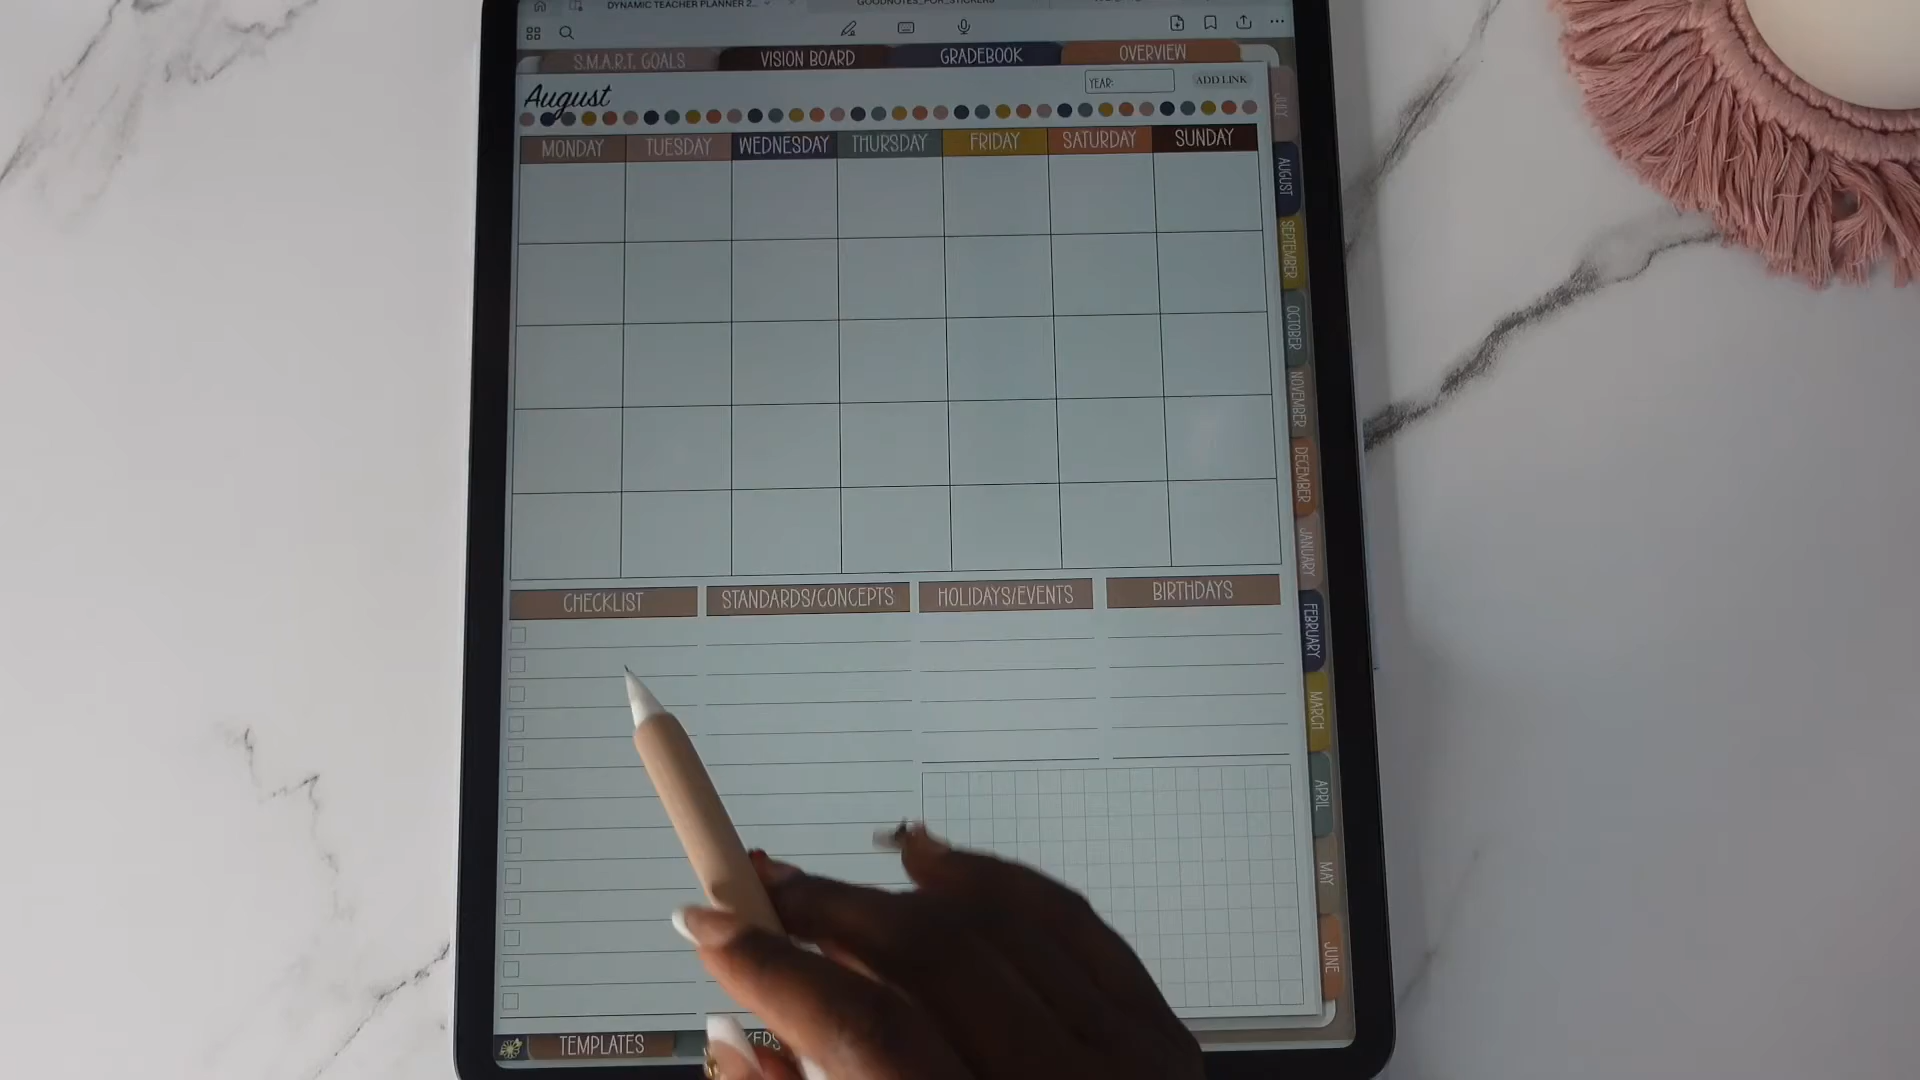 DYNAMIC TEACHER PLANNER 2...
S.M.A.R.T. GOALS
VISION BOARD
GRADEBOOK
OVERVIEW
August
YEAR:
ADD LINK
MONDAY
TUESDAY
WEDNESDAY
THURSDAY
FRIDAY
SATURDAY
SUNDAY
JULY
AUGUST
SEPTEMBER
OCTOBER
NOVEMBER
DECEMBER
JANUARY
FEBRUARY
MARCH
APRIL
MAY
JUNE
CHECKLIST
STANDARDS/CONCEPTS
HOLIDAYS/EVENTS
BIRTHDAYS
TEMPLATES